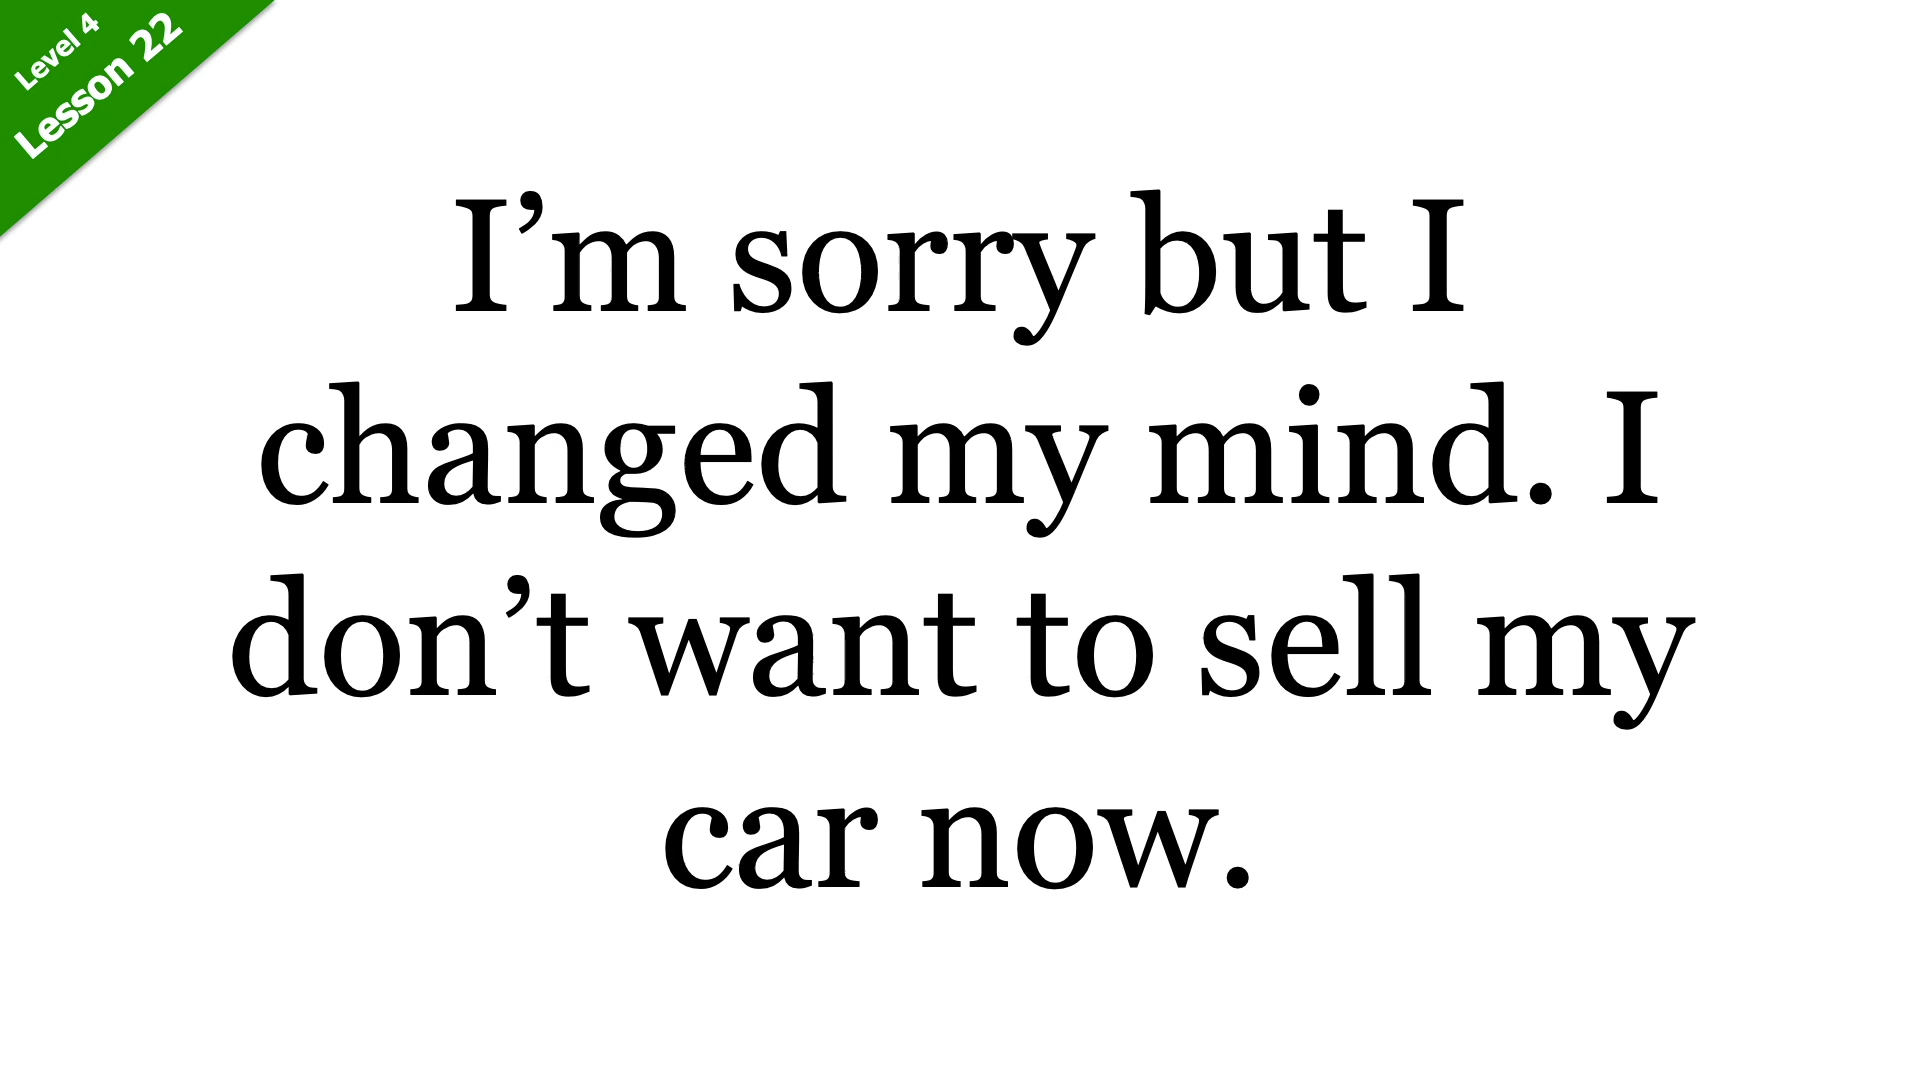 Level 4
Lesson 22
I’m sorry but I
changed my mind. I
don’t want to sell my
car now.